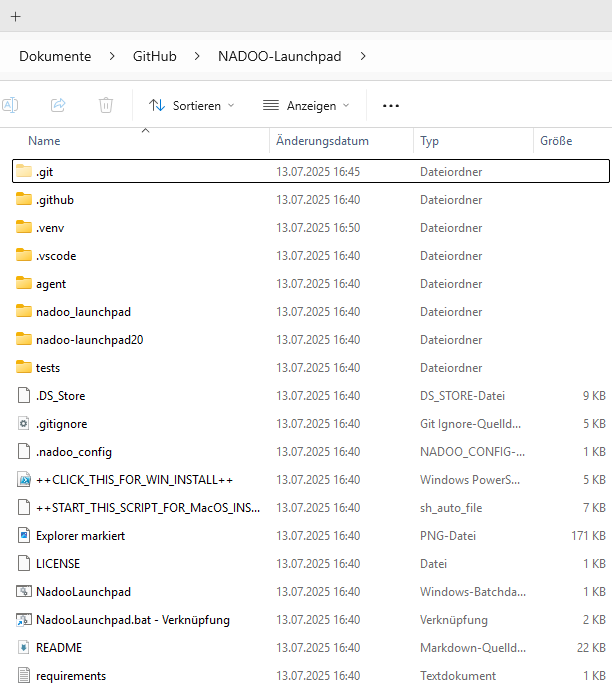 +
Dokumente > GitHub > NADOO-Launchpad >
Sortieren Anzeigen ...
Name Änderungsdatum Typ Größe
.git 13.07.2025 16:45 Dateiordner
.github 13.07.2025 16:40 Dateiordner
.venv 13.07.2025 16:50 Dateiordner
.vscode 13.07.2025 16:40 Dateiordner
agent 13.07.2025 16:40 Dateiordner
nadoo_launchpad 13.07.2025 16:40 Dateiordner
nadoo-launchpad20 13.07.2025 16:40 Dateiordner
tests 13.07.2025 16:40 Dateiordner
.DS_Store 13.07.2025 16:40 DS_STORE-Datei 9 KB
.gitignore 13.07.2025 16:40 Git Ignore-Quelld... 5 KB
.nadoo_config 13.07.2025 16:40 NADOO_CONFIG-... 1 KB
++CLICK_THIS_FOR_WIN_INSTALL++ 13.07.2025 16:40 Windows PowerS... 5 KB
++START_THIS_SCRIPT_FOR_MacOS_INS... 13.07.2025 16:40 sh_auto_file 7 KB
Explorer markiert 13.07.2025 16:40 PNG-Datei 171 KB
LICENSE 13.07.2025 16:40 Datei 1 KB
NadooLaunchpad 13.07.2025 16:40 Windows-Batchda... 1 KB
NadooLaunchpad.bat - Verknüpfung 13.07.2025 16:40 Verknüpfung 2 KB
README 13.07.2025 16:40 Markdown-Quelld... 22 KB
requirements 13.07.2025 16:40 Textdokument 1 KB